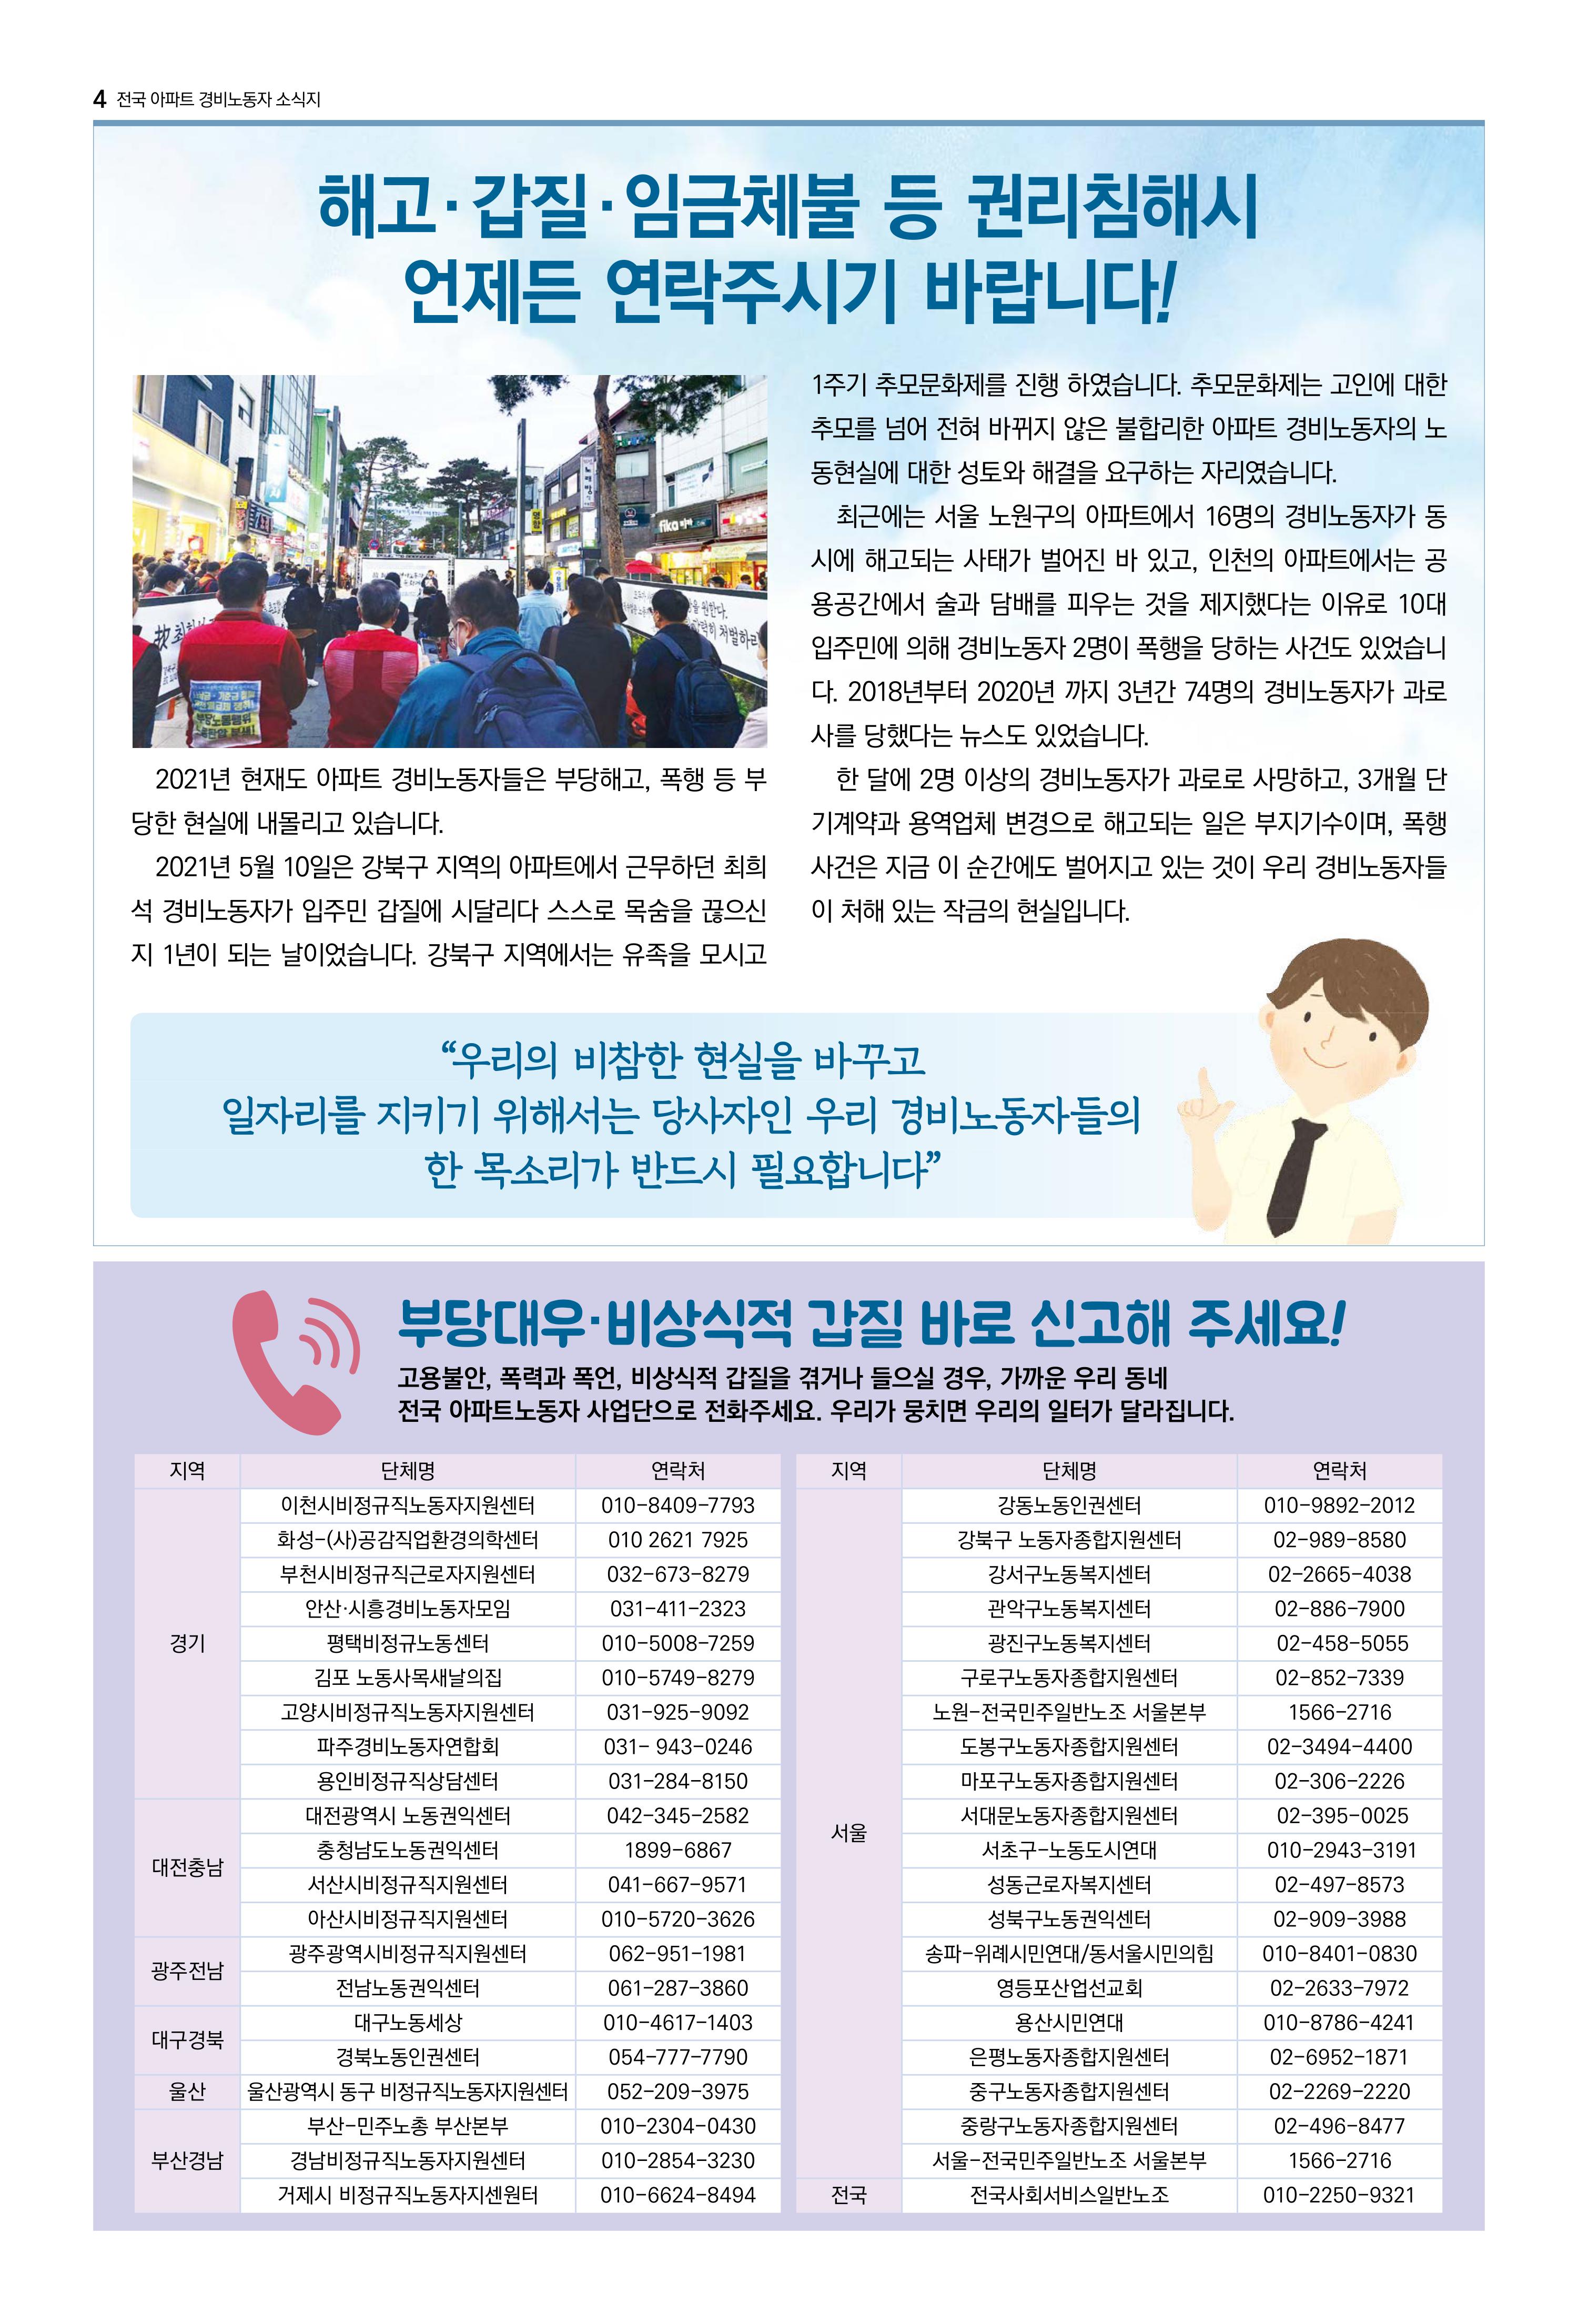 4 전국 아파트 경비노동자 소식지
해고·갑질·임금체불 등 권리침해시
언제든 연락주시기 바랍니다!
fika
2021년 현재도 아파트 경비노동자들은 부당해고, 폭행 등 부
당한 현실에 내몰리고 있습니다.
2021년 5월 10일은 강북구 지역의 아파트에서 근무하던 최희
석 경비노동자가 입주민 갑질에 시달리다 스스로 목숨을 끊으신
지 1년이 되는 날이었습니다. 강북구 지역에서는 유족을 모시고
1주기 추모문화제를 진행 하였습니다. 추모문화제는 고인에 대한
추모를 넘어 전혀 바뀌지 않은 불합리한 아파트 경비노동자의 노
동현실에 대한 성토와 해결을 요구하는 자리였습니다.
최근에는 서울 노원구의 아파트에서 16명의 경비노동자가 동
시에 해고되는 사태가 벌어진 바 있고, 인천의 아파트에서는 공
용공간에서 술과 담배를 피우는 것을 제지했다는 이유로 10대
입주민에 의해 경비노동자 2명이 폭행을 당하는 사건도 있었습니
다. 2018년부터 2020년 까지 3년간 74명의 경비노동자가 과로
사를 당했다는 뉴스도 있었습니다.
한 달에 2명 이상의 경비노동자가 과로로 사망하고, 3개월 단
기계약과 용역업체 변경으로 해고되는 일은 부지기수이며, 폭행
사건은 지금 이 순간에도 벌어지고 있는 것이 우리 경비노동자들
이 처해 있는 작금의 현실입니다.
“우리의 비참한 현실을 바꾸고
일자리를 지키기 위해서는 당사자인 우리 경비노동자들의
한 목소리가 반드시 필요합니다”
부당대우·비상식적 갑질 바로 신고해 주세요!
고용불안, 폭력과 폭언, 비상식적 갑질을 겪거나 들으실 경우, 가까운 우리 동네
전국 아파트노동자 사업단으로 전화주세요. 우리가 뭉치면 우리의 일터가 달라집니다.
지역 단체명 연락처
경기
이천시비정규직노동자지원센터 010-8409-7793
화성-(사)공감직업환경의학센터 010 2621 7925
부천시비정규직근로자지원센터 032-673-8279
안산·시흥경비노동자모임 031-411-2323
평택비정규노동센터 010-5008-7259
김포 노동사목새날의집 010-5749-8279
고양시비정규직노동자지원센터 031-925-9092
파주경비노동자연합회 031- 943-0246
용인비정규직상담센터 031-284-8150
대전충남
대전광역시 노동권익센터 042-345-2582
충청남도노동권익센터 1899-6867
서산시비정규직지원센터 041-667-9571
아산시비정규직지원센터 010-5720-3626
광주전남
광주광역시비정규직지원센터 062-951-1981
전남노동권익센터 061-287-3860
대구경북
대구노동세상 010-4617-1403
경북노동인권센터 054-777-7790
울산 울산광역시 동구 비정규직노동자지원센터 052-209-3975
부산경남
부산-민주노총 부산본부 010-2304-0430
경남비정규직노동자지원센터 010-2854-3230
거제시 비정규직노동자지센원터 010-6624-8494
지역 단체명 연락처
서울
강동노동인권센터 010-9892-2012
강북구 노동자종합지원센터 02-989-8580
강서구노동복지센터 02-2665-4038
관악구노동복지센터 02-886-7900
광진구노동복지센터 02-458-5055
구로구노동자종합지원센터 02-852-7339
노원-전국민주일반노조 서울본부 1566-2716
도봉구노동자종합지원센터 02-3494-4400
마포구노동자종합지원센터 02-306-2226
서대문노동자종합지원센터 02-395-0025
서초구-노동도시연대 010-2943-3191
성동근로자복지센터 02-497-8573
성북구노동권익센터 02-909-3988
송파-위례시민연대/동서울시민의힘 010-8401-0830
영등포산업선교회 02-2633-7972
용산시민연대 010-8786-4241
은평노동자종합지원센터 02-6952-1871
중구노동자종합지원센터 02-2269-2220
중랑구노동자종합지원센터 02-496-8477
서울-전국민주일반노조 서울본부 1566-2716
전국 전국사회서비스일반노조 010-2250-9321